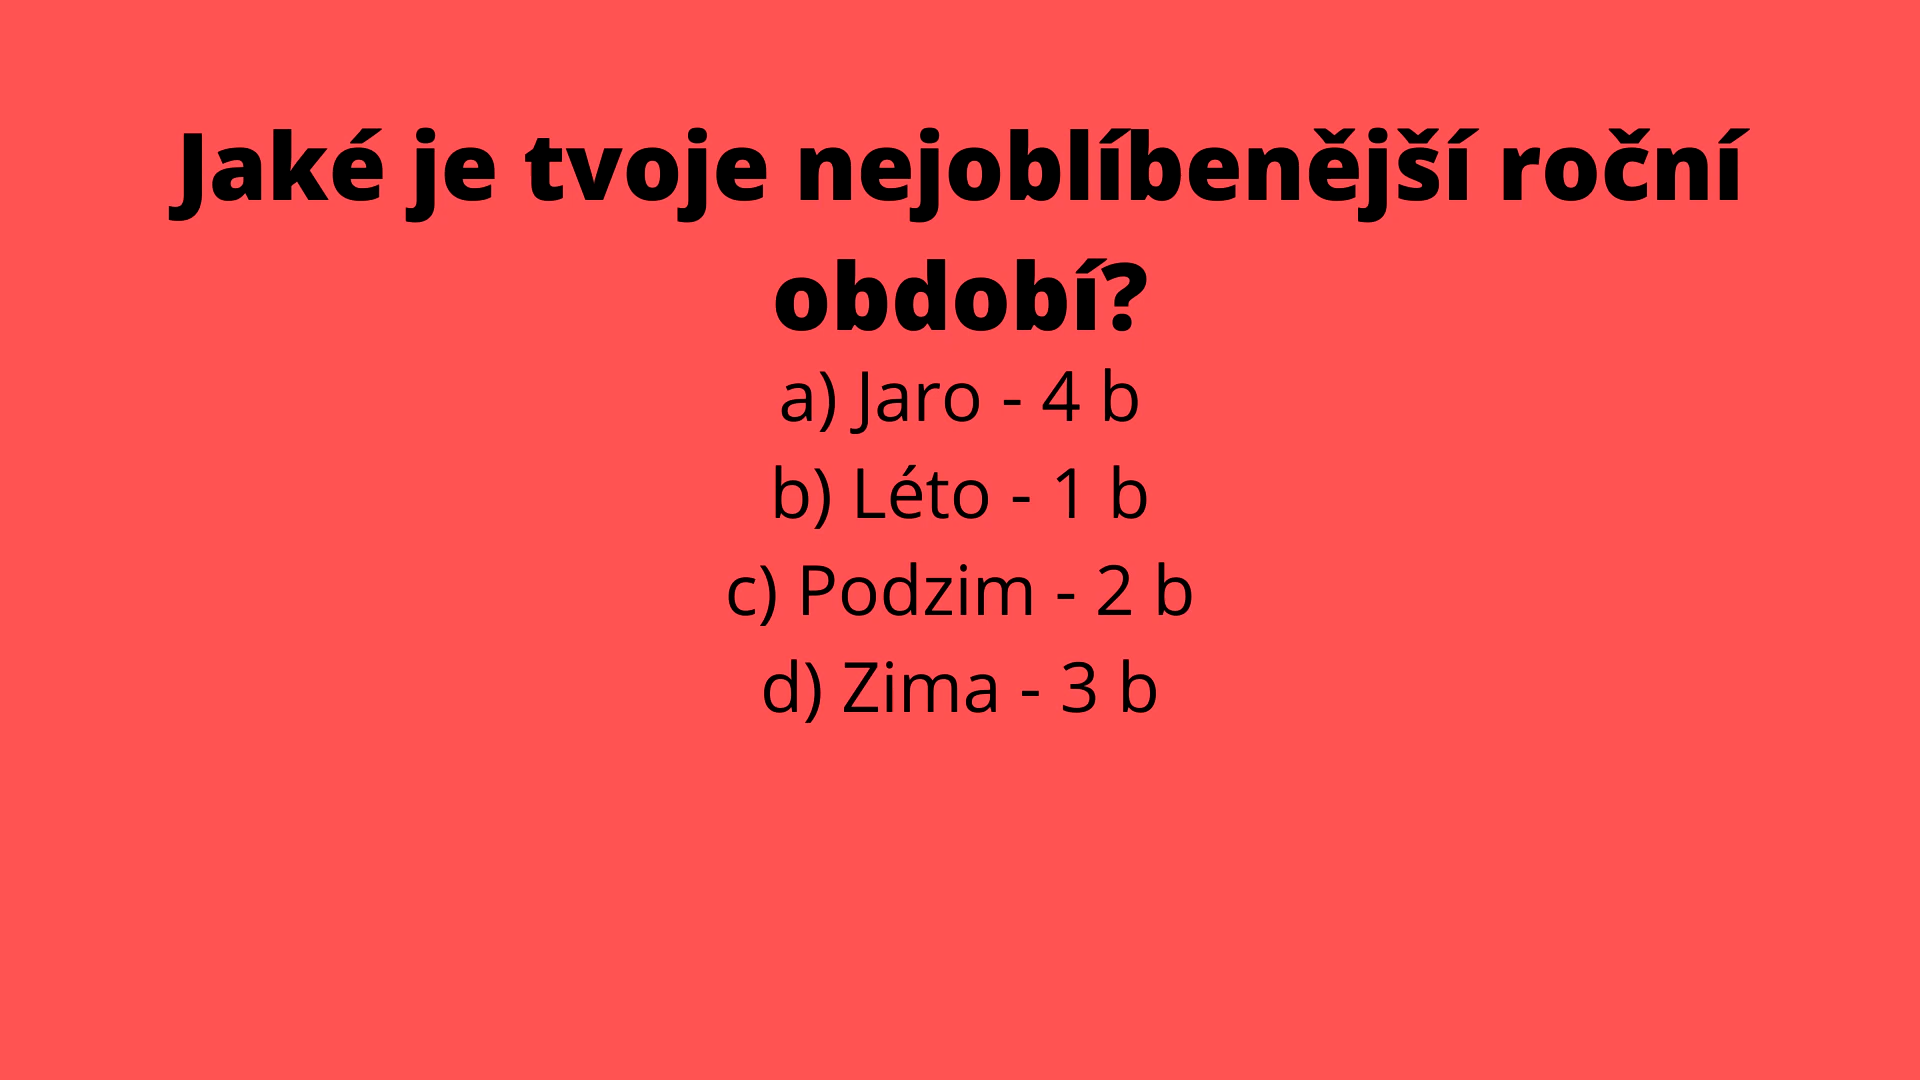 Jaké je tvoje nejoblíbenější roční
období?
a) Jaro - 4 b
b) Léto - 1 b
c) Podzim - 2 b
d) Zima - 3 b